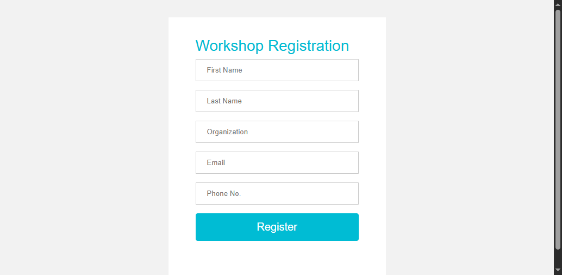 Workshop Registration
First Name
Last Name
Organization
Email
Phone No.
Register